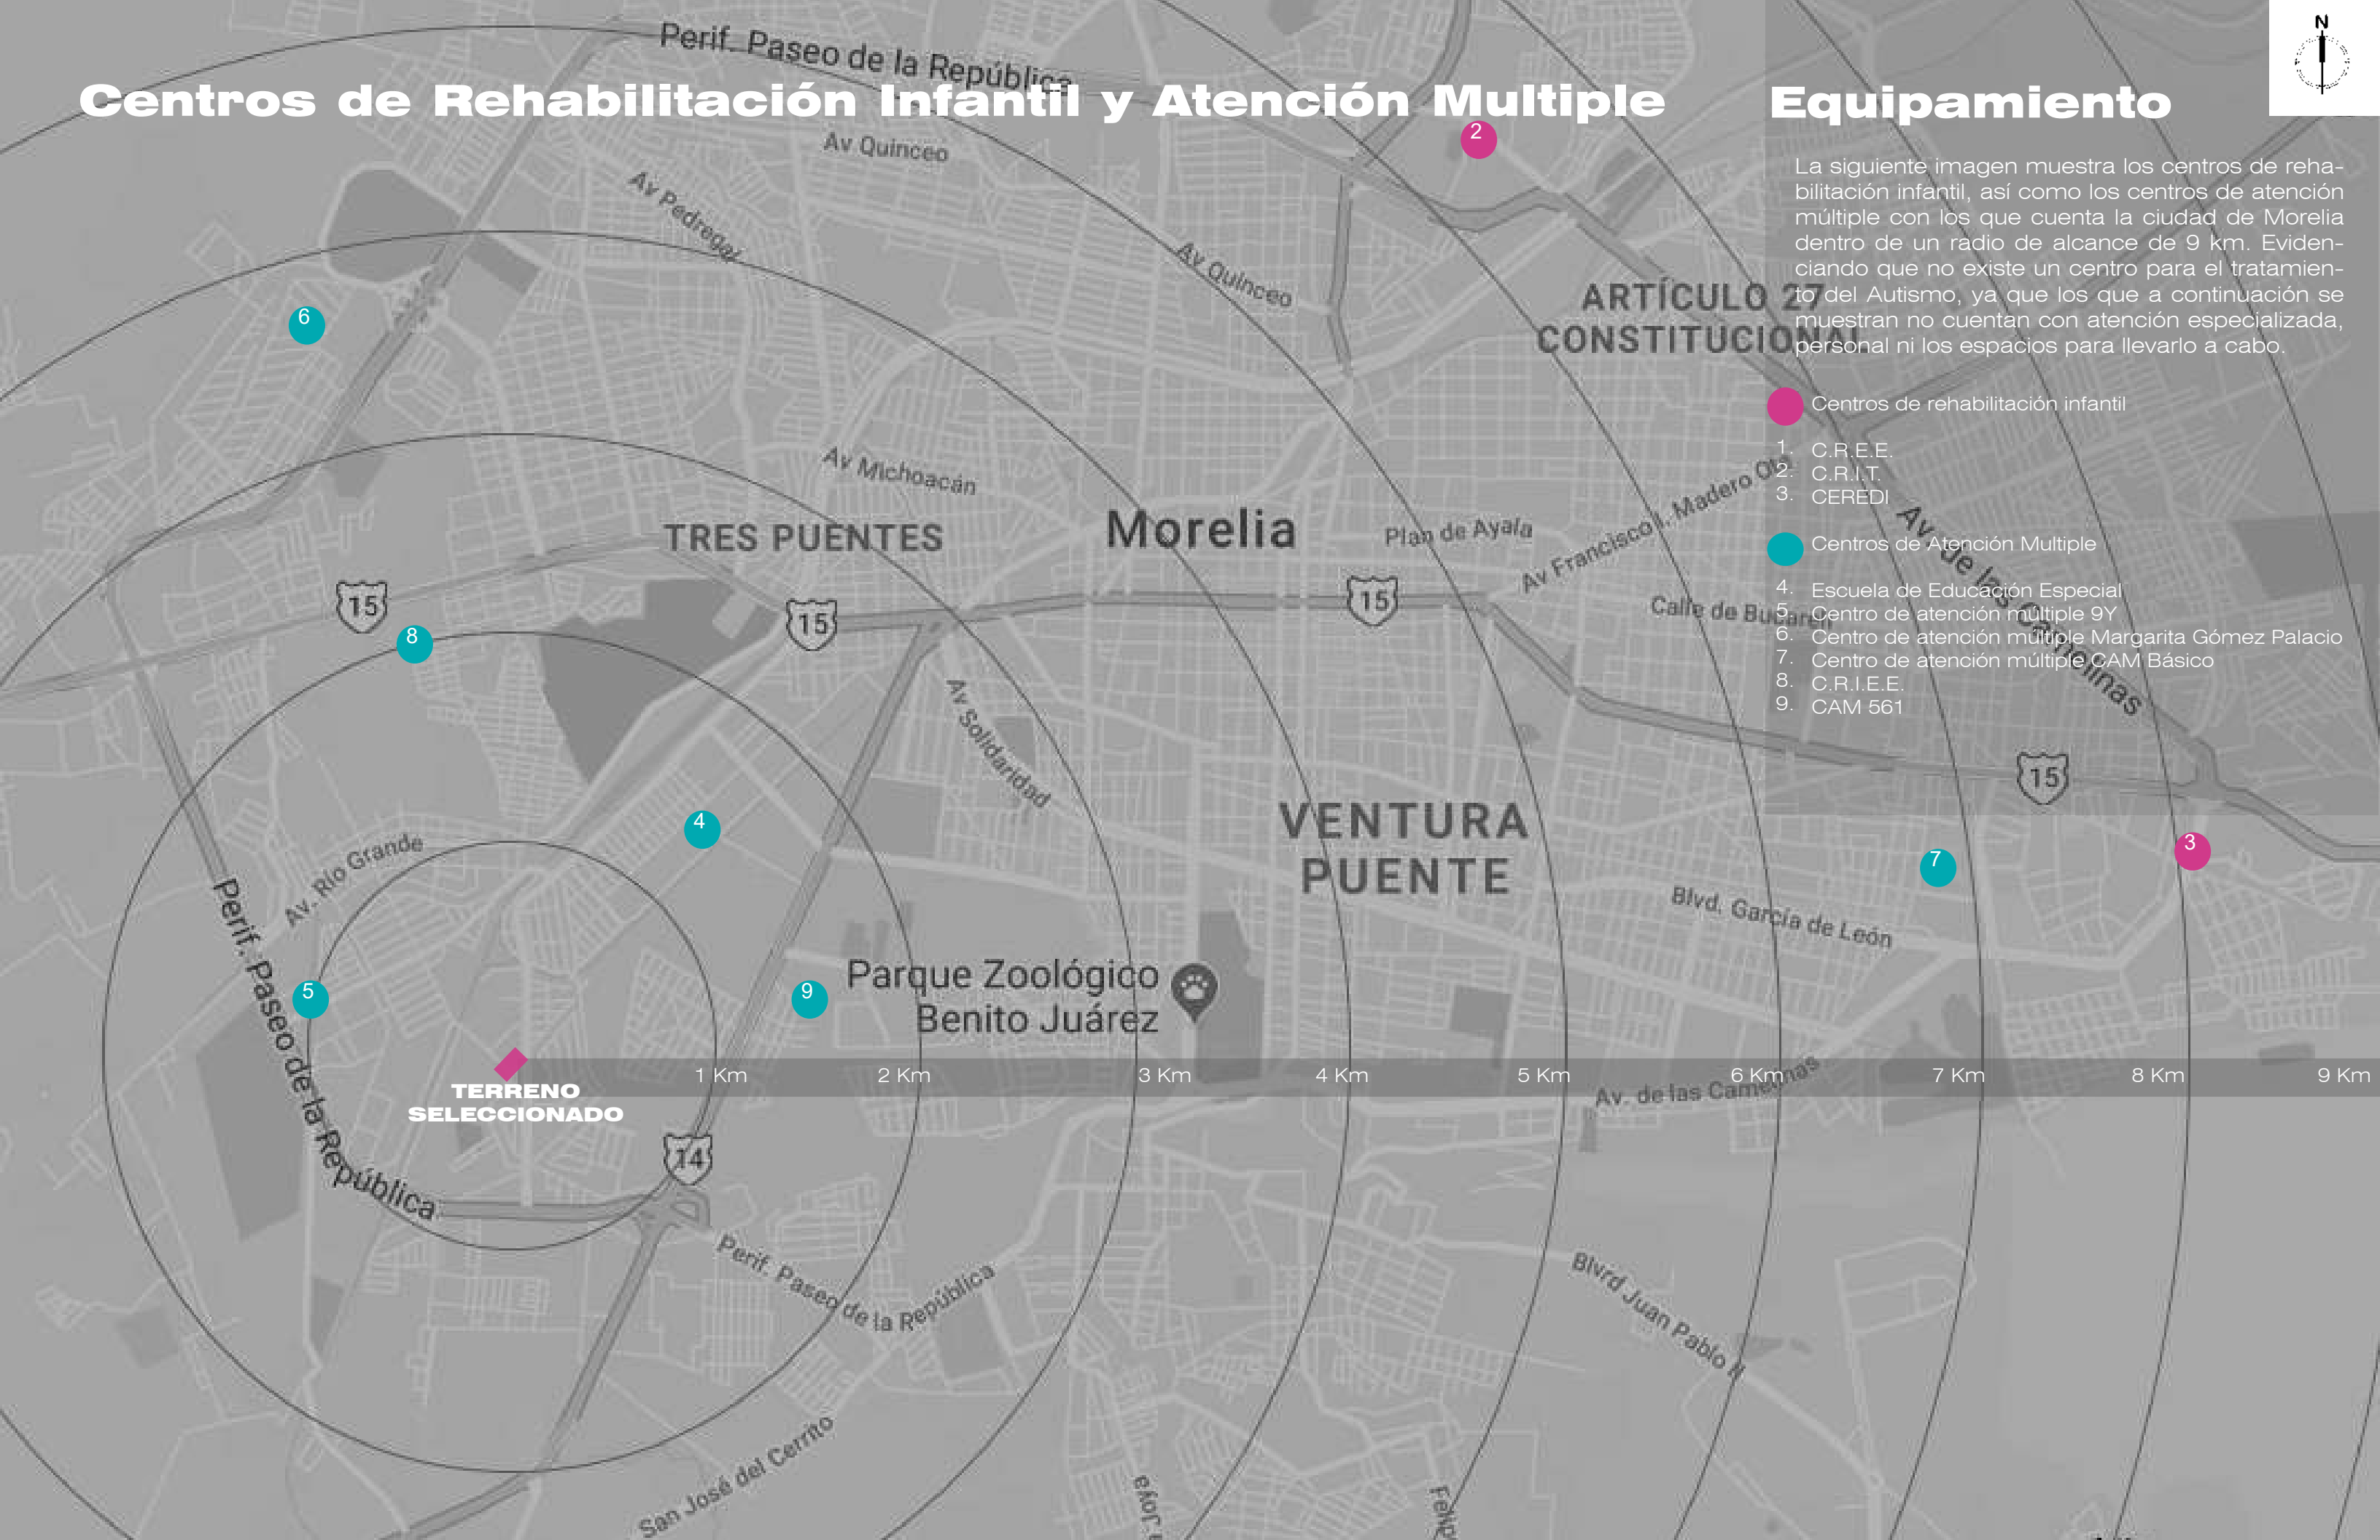 N
Perif. Paseo de la República
Centros de Rehabilitación Infantil y Atención Multiple
Equipamiento
La siguiente imagen muestra los centros de reha-
bilitación infantil, así como los centros de atención
múltiple con los que cuenta la ciudad de Morelia
dentro de un radio de alcance de 9 km. Eviden-
ciando que no existe un centro para el tratamien-
to del Autismo, ya que los que a continuación se
muestran no cuentan con atención especializada,
personal ni los espacios para llevarlo a cabo.
Centros de rehabilitación infantil
1. C.R.E.E.
2. C.R.I.T.
3. CEREDI
Centros de Atención Multiple
4. Escuela de Educación Especial
5. Centro de atención múltiple 9Y
6. Centro de atención múltiple Margarita Gómez Palacio
7. Centro de atención múltiple CAM Básico
8. C.R.I.E.E.
9. CAM 561
2
Av Quinceo
Av Pedregal
Av Quinceo
ARTÍCULO 27
CONSTITUCIONAL
6
Av Michoacán
TRES PUENTES
Morelia
Plan de Ayala
Av Francisco I. Madero Ote
Av. de las Camelinas
15
15
15
Calle de Bucareli
8
Av Solidaridad
15
4
VENTURA
PUENTE
3
7
Av. Río Grande
Blvd. García de León
Perif. Paseo de la República
5
9
Parque Zoológico
Benito Juárez
1 Km
2 Km
3 Km
4 Km
5 Km
6 Km
7 Km
8 Km
9 Km
TERRENO
SELECCIONADO
Av. de las Camelinas
14
Perif. Paseo de la República
Blvrd Juan Pablo II
San José del Cerrito
Joya